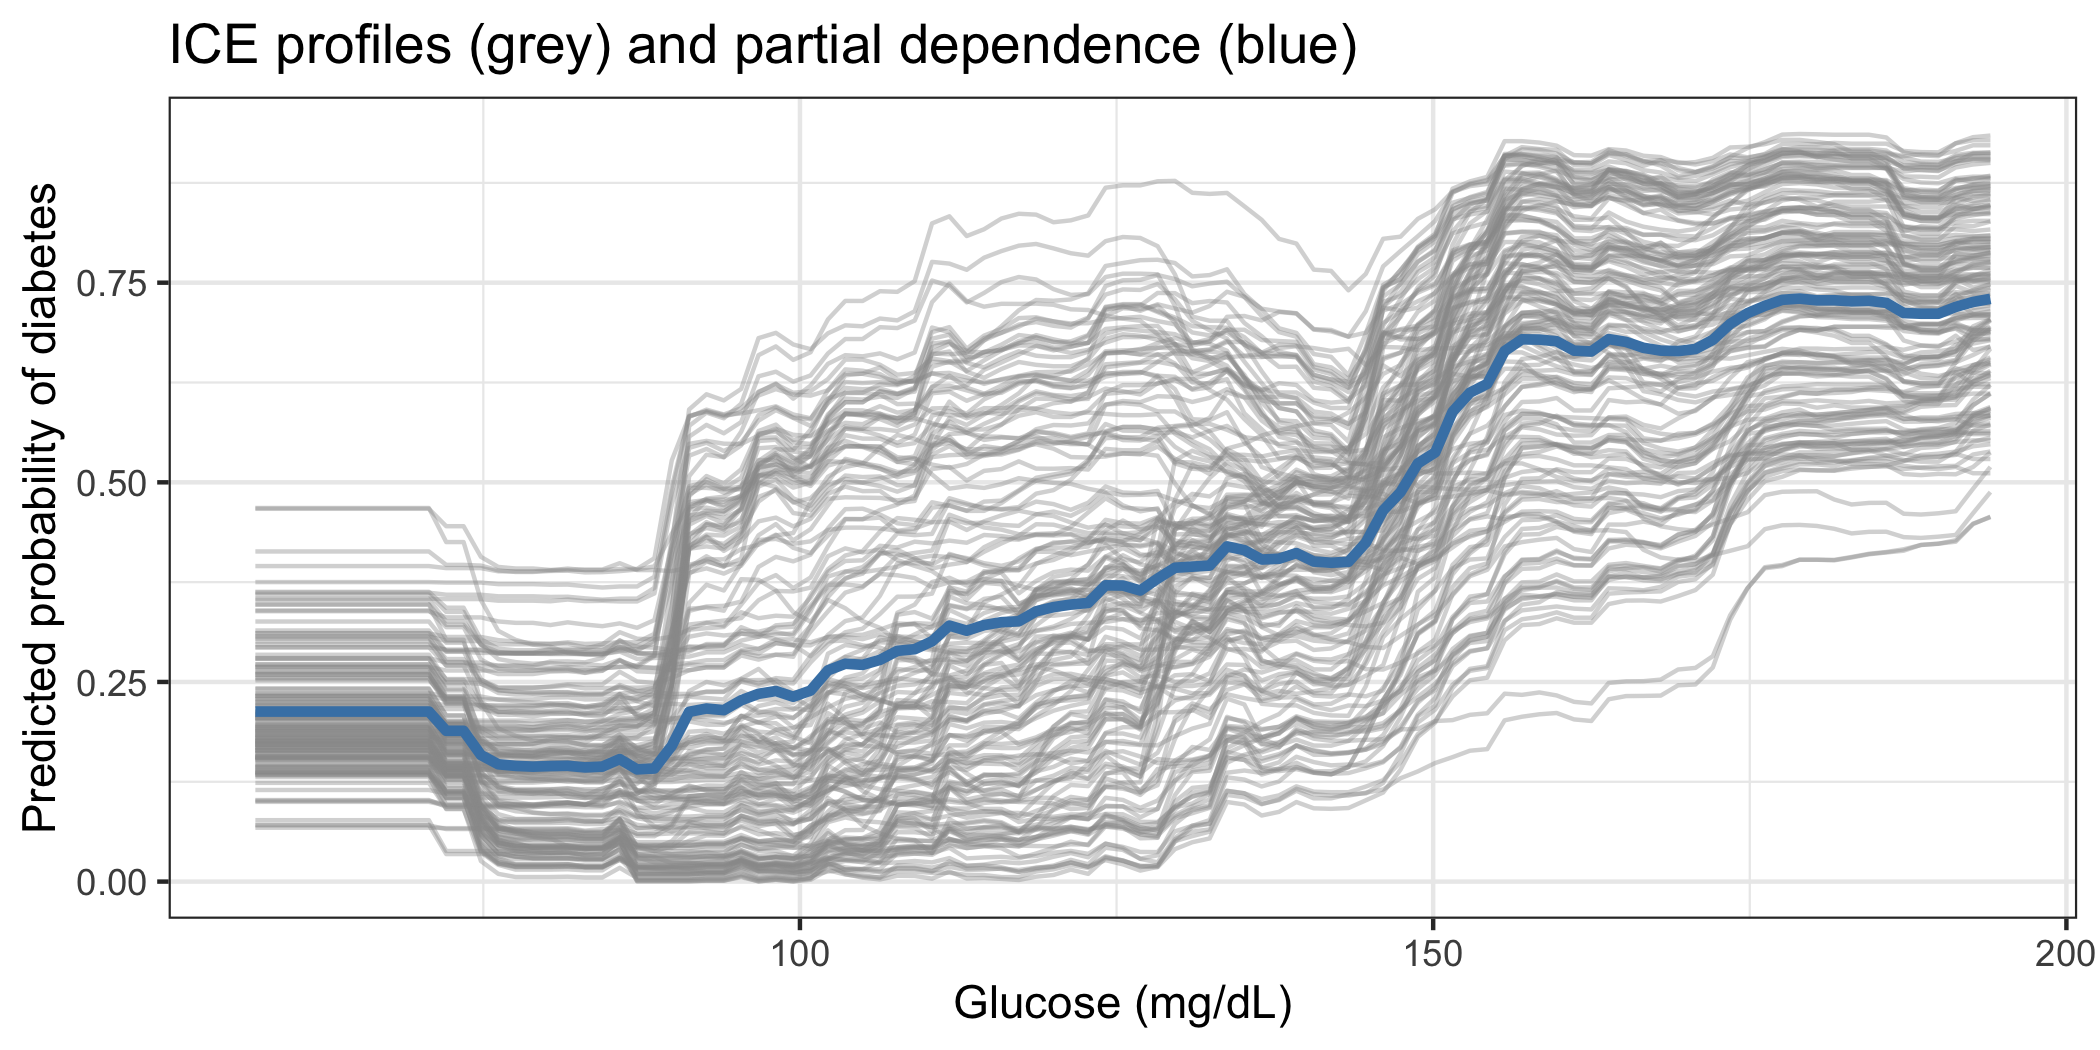 ICE profiles (grey) and partial dependence (blue)
Predicted probability of diabetes
0.75
0.50
0.25
0.00
100
150
200
Glucose (mg/dL)